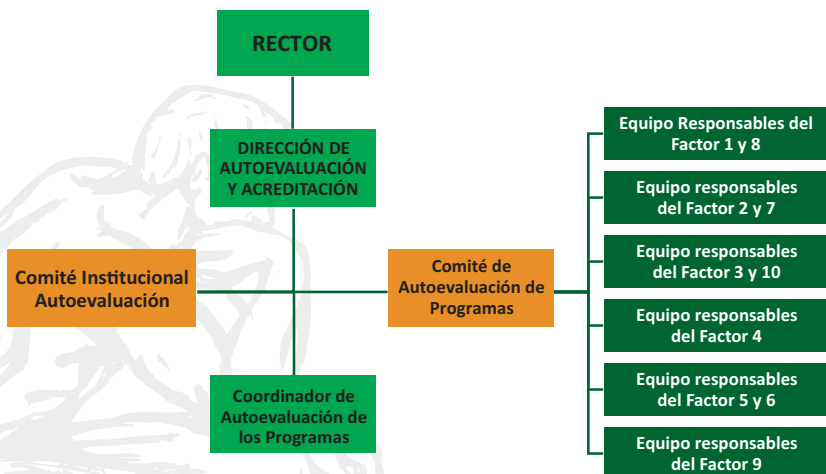 RECTOR
DIRECCIÓN DE
AUTOEVALUACIÓN
Y ACREDITACIÓN
Comité Institucional
Autoevaluación
Comité de
Autoevaluación de
Programas
Coordinador de
Autoevaluación de
los Programas
Equipo Responsables del
Factor 1 y 8
Equipo responsables
del Factor 2 y 7
Equipo responsables
del Factor 3 y 10
Equipo responsables
del Factor 4
Equipo responsables
del Factor 5 y 6
Equipo responsables
del Factor 9